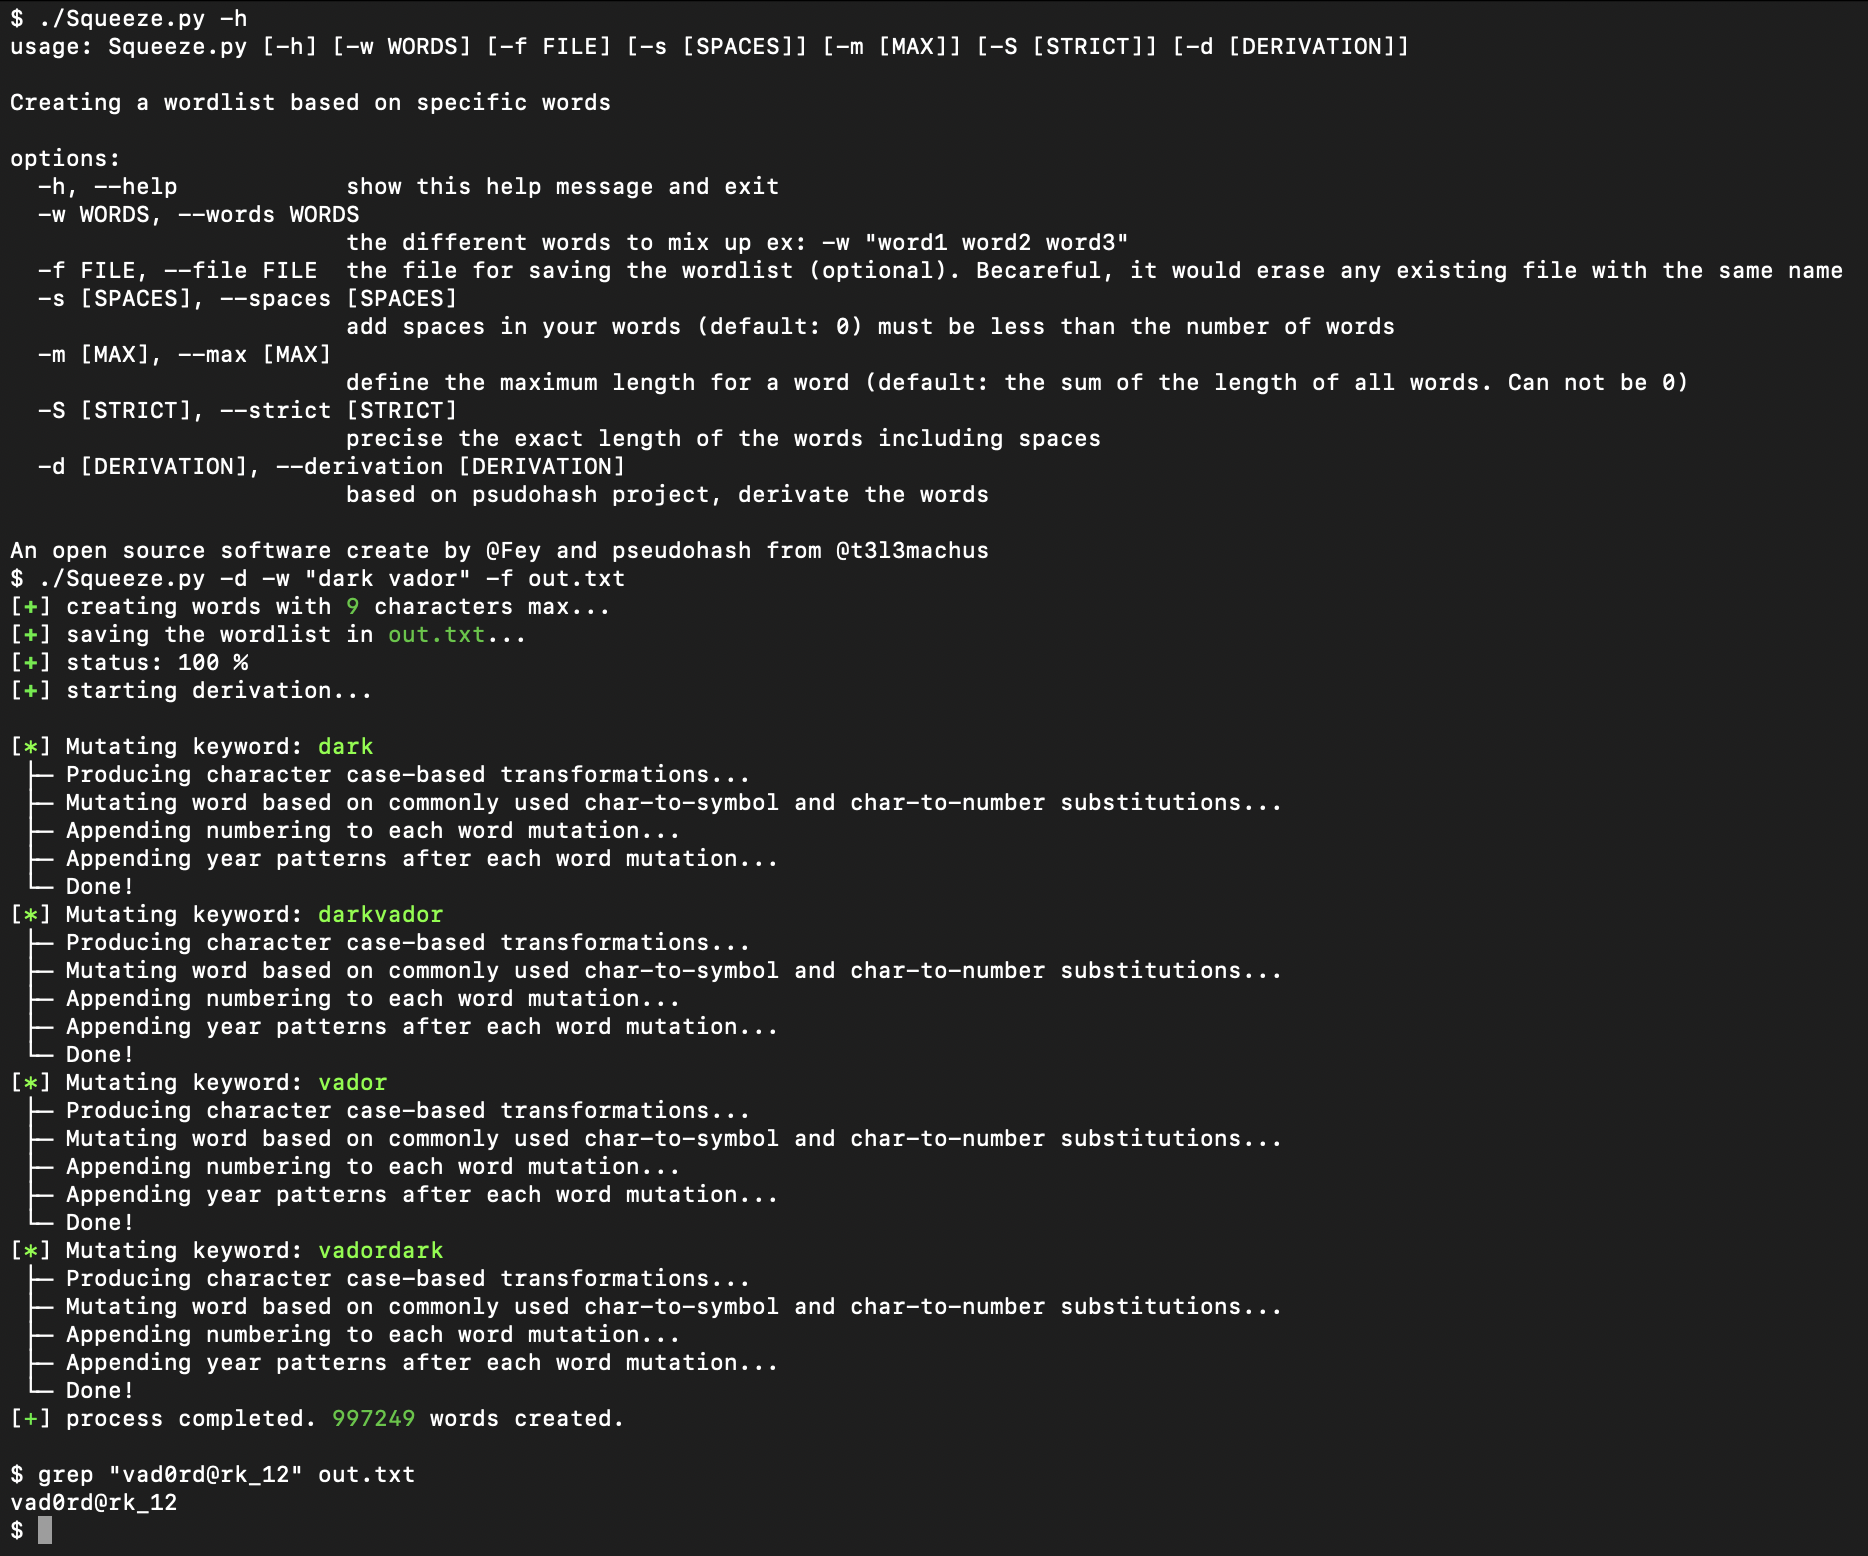 $ ./Squeeze.py -h
usage: Squeeze.py [-h] [-w WORDS] [-f FILE] [-s [SPACES]] [-m [MAX]] [-S [STRICT]] [-d [DERIVATION]]

Creating a wordlist based on specific words

options:
  -h, --help            show this help message and exit
  -w WORDS, --words WORDS
                        the different words to mix up ex: -w "word1 word2 word3"
  -f FILE, --file FILE  the file for saving the wordlist (optional). Becareful, it would erase any existing file with the same name
  -s [SPACES], --spaces [SPACES]
                        add spaces in your words (default: 0) must be less than the number of words
  -m [MAX], --max [MAX]
                        define the maximum length for a word (default: the sum of the length of all words. Can not be 0)
  -S [STRICT], --strict [STRICT]
                        precise the exact length of the words including spaces
  -d [DERIVATION], --derivation [DERIVATION]
                        based on psudohash project, derivate the words

An open source software create by @Fey and pseudohash from @t3l3machus
$ ./Squeeze.py -d -w "dark vador" -f out.txt
[+] creating words with 9 characters max...
[+] saving the wordlist in out.txt...
[+] status: 100 %
[+] starting derivation...

[*] Mutating keyword: dark
 ├─ Producing character case-based transformations...
 ├─ Mutating word based on commonly used char-to-symbol and char-to-number substitutions...
 ├─ Appending numbering to each word mutation...
 ├─ Appending year patterns after each word mutation...
 └─ Done!
[*] Mutating keyword: darkvador
 ├─ Producing character case-based transformations...
 ├─ Mutating word based on commonly used char-to-symbol and char-to-number substitutions...
 ├─ Appending numbering to each word mutation...
 ├─ Appending year patterns after each word mutation...
 └─ Done!
[*] Mutating keyword: vador
 ├─ Producing character case-based transformations...
 ├─ Mutating word based on commonly used char-to-symbol and char-to-number substitutions...
 ├─ Appending numbering to each word mutation...
 ├─ Appending year patterns after each word mutation...
 └─ Done!
[*] Mutating keyword: vadordark
 ├─ Producing character case-based transformations...
 ├─ Mutating word based on commonly used char-to-symbol and char-to-number substitutions...
 ├─ Appending numbering to each word mutation...
 ├─ Appending year patterns after each word mutation...
 └─ Done!
[+] process completed. 997249 words created.

$ grep "vad0rd@rk_12" out.txt
vad0rd@rk_12
$